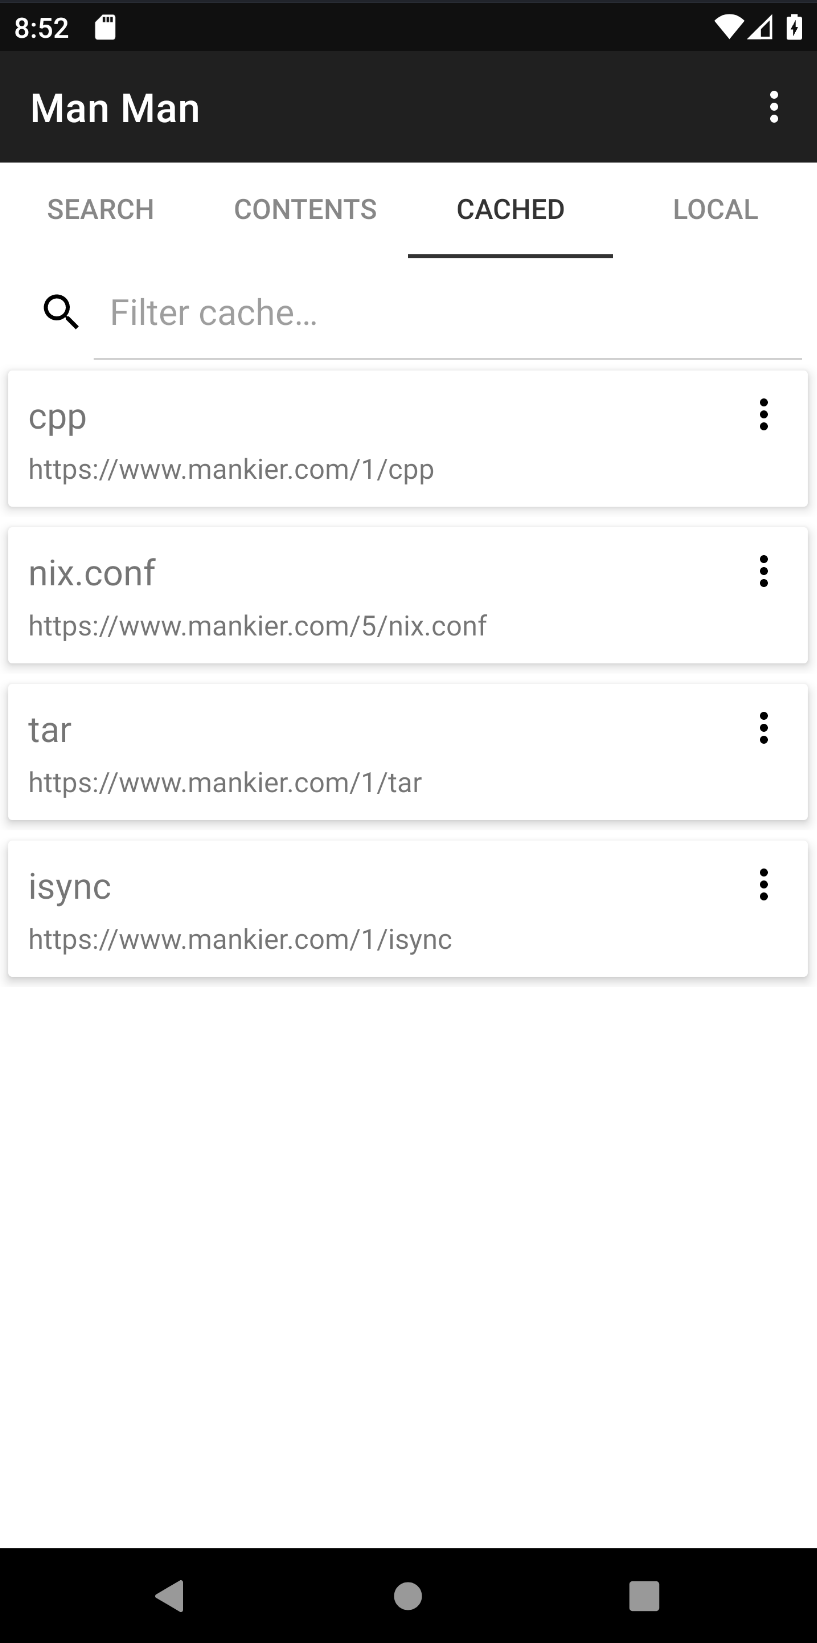 8:52
Man Man
SEARCH CONTENTS CACHED LOCAL
Filter cache…
cpp
https://www.mankier.com/1/cpp
nix.conf
https://www.mankier.com/5/nix.conf
tar
https://www.mankier.com/1/tar
isync
https://www.mankier.com/1/isync